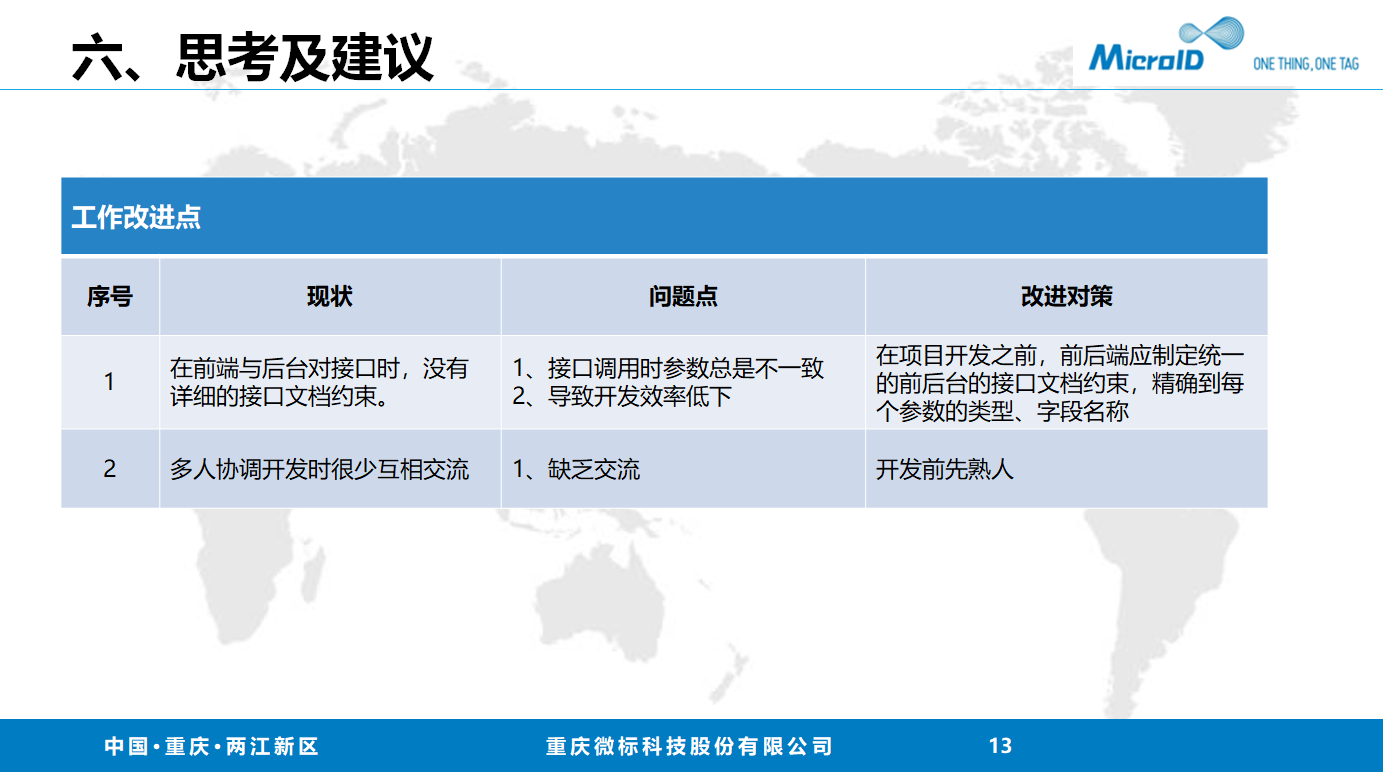 六、思考及建议
MicroID
ONE THING, ONE TAG
工作改进点
序号
现状
问题点
改进对策
1
在前端与后台对接口时，没有
详细的接口文档约束。
1、接口调用时参数总是不一致
2、导致开发效率低下
在项目开发之前，前后端应制定统一
的前后台的接口文档约束，精确到每
个参数的类型、字段名称
2
多人协调开发时很少互相交流
1、缺乏交流
开发前先熟人
中国·重庆·两江新区
重庆微标科技股份有限公司
13